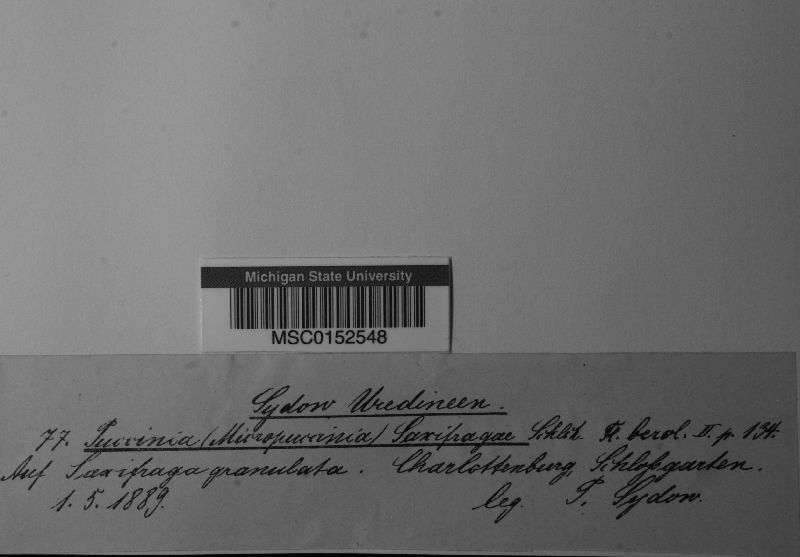 Michigan State University
MSC0152548
Sydow Uredineen.
77. Puccinia (Micropuccinia) Saxifragae Schlcht. Fl. berol. II. p. 134.
Auf Saxifraga granulata. Charlottenburg, Schloßgarten.
1. 5. 1889. leg. P. Sydow.